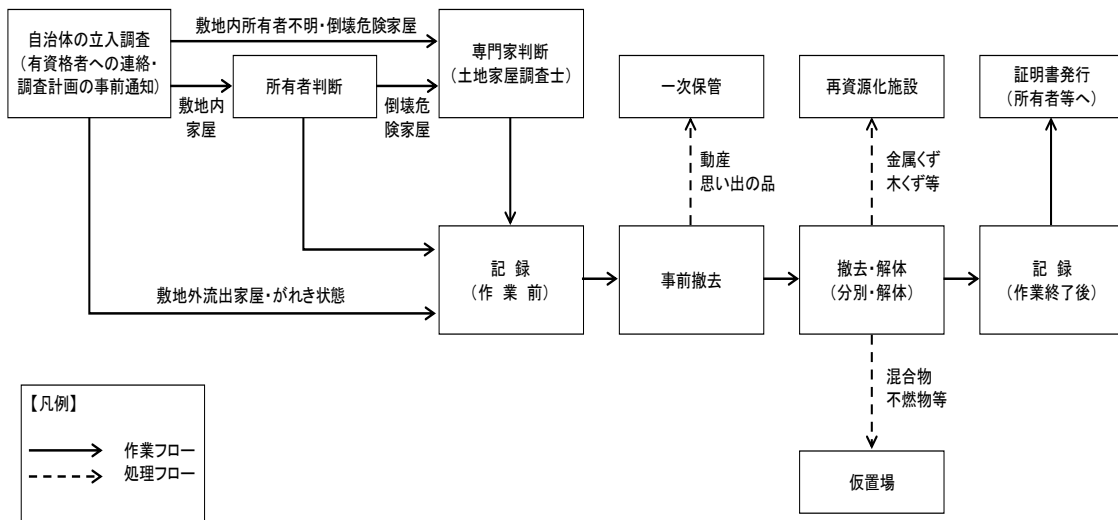 自治体の立入調査
(有資格者への連絡・
調査計画の事前通知)
敷地内所有者不明・倒壊危険家屋
敷地内
家屋
所有者判断
倒壊危
険家屋
専門家判断
(土地家屋調査士)
一次保管
再資源化施設
証明書発行
(所有者等へ)
動産
思い出の品
金属くず
木くず等
敷地外流出家屋・がれき状態
記 録
(作 業 前)
事前撤去
撤去・解体
(分別・解体)
記 録
(作業終了後)
混合物
不燃物等
仮置場
【凡例】
作業フロー
処理フロー